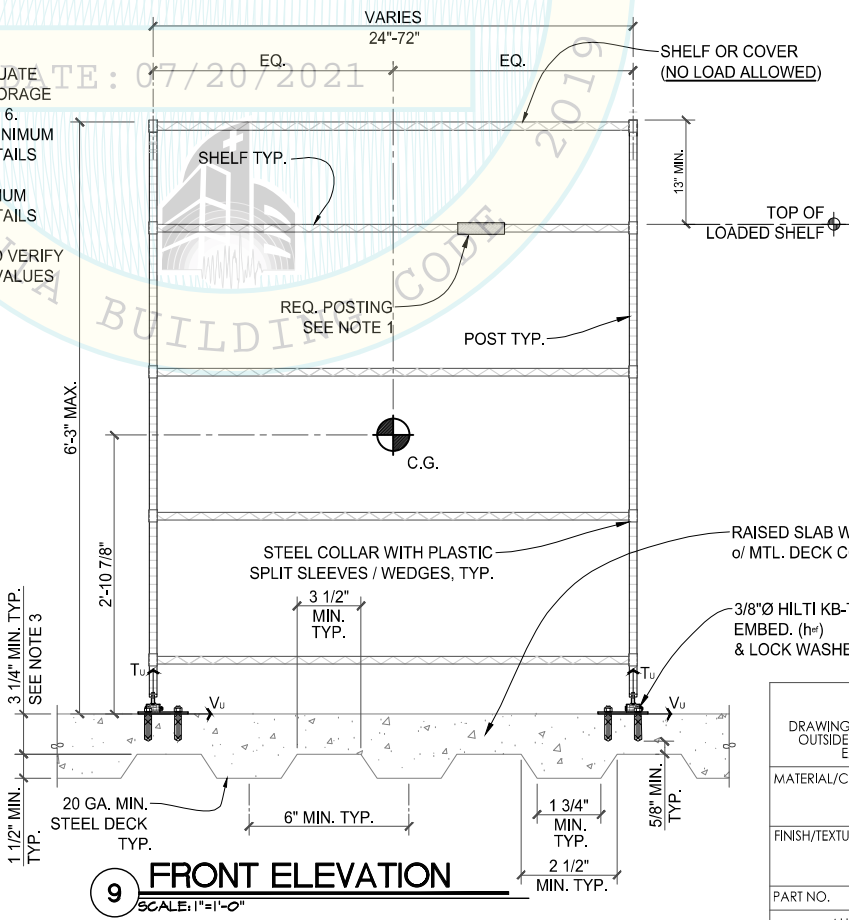 VARIES
24"-72"
EQ.
EQ.
SHELF OR COVER
(NO LOAD ALLOWED)
DATE: 07/20/2021
6.
SHELF TYP.
13" MIN.
TOP OF
LOADED SHELF
VERIFY
VALUES
REQ. POSTING
SEE NOTE 1
POST TYP.
BUILDING CODE 2019
6'-3" MAX.
C.G.
2'-10 7/8"
STEEL COLLAR WITH PLASTIC
SPLIT SLEEVES / WEDGES, TYP.
RAISED SLAB W
o/ MTL. DECK C
3 1/2"
MIN.
TYP.
3/8"Ø HILTI KB-T
EMBED. (hef)
& LOCK WASHE
3 1/4" MIN. TYP.
SEE NOTE 3
TU
VU
TU
VU
DRAWING
OUTSIDE
E
MATERIAL/C
20 GA. MIN.
STEEL DECK
TYP.
6" MIN. TYP.
1 3/4"
MIN.
TYP.
5/8" MIN.
TYP.
FINISH/TEXTU
1 1/2" MIN.
TYP.
2 1/2"
MIN. TYP.
PART NO.
9 FRONT ELEVATION
SCALE:1"=1'-0"